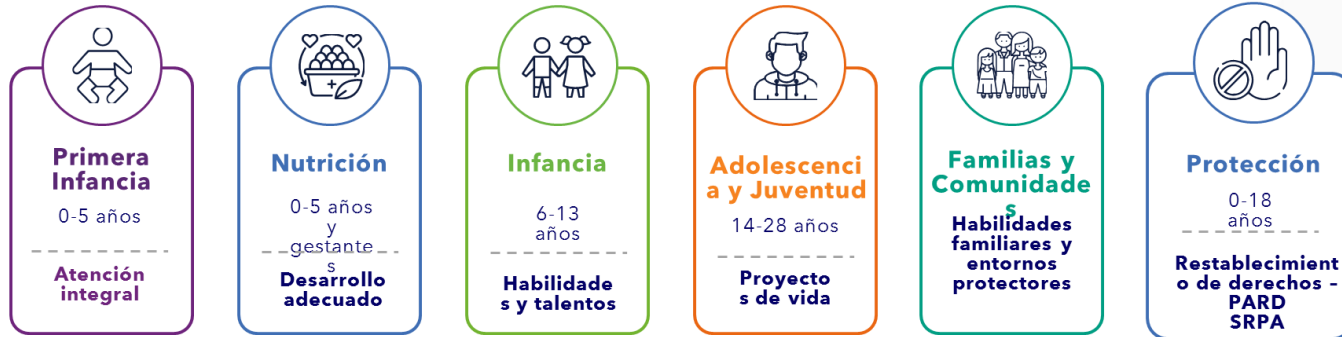 Primera
Infancia
0-5 años
Atención
integral
Nutrición
0-5 años
y
gestante
s
Desarrollo
adecuado
Infancia
6-13
años
Habilidade
s y talentos
Adolescenci
a y Juventud
14-28 años
Proyecto
s de vida
Familias y
Comunidade
s
Habilidades
familiares y
entornos
protectores
Protección
0-18
años
Restablecimient
o de derechos –
PARD
SRPA